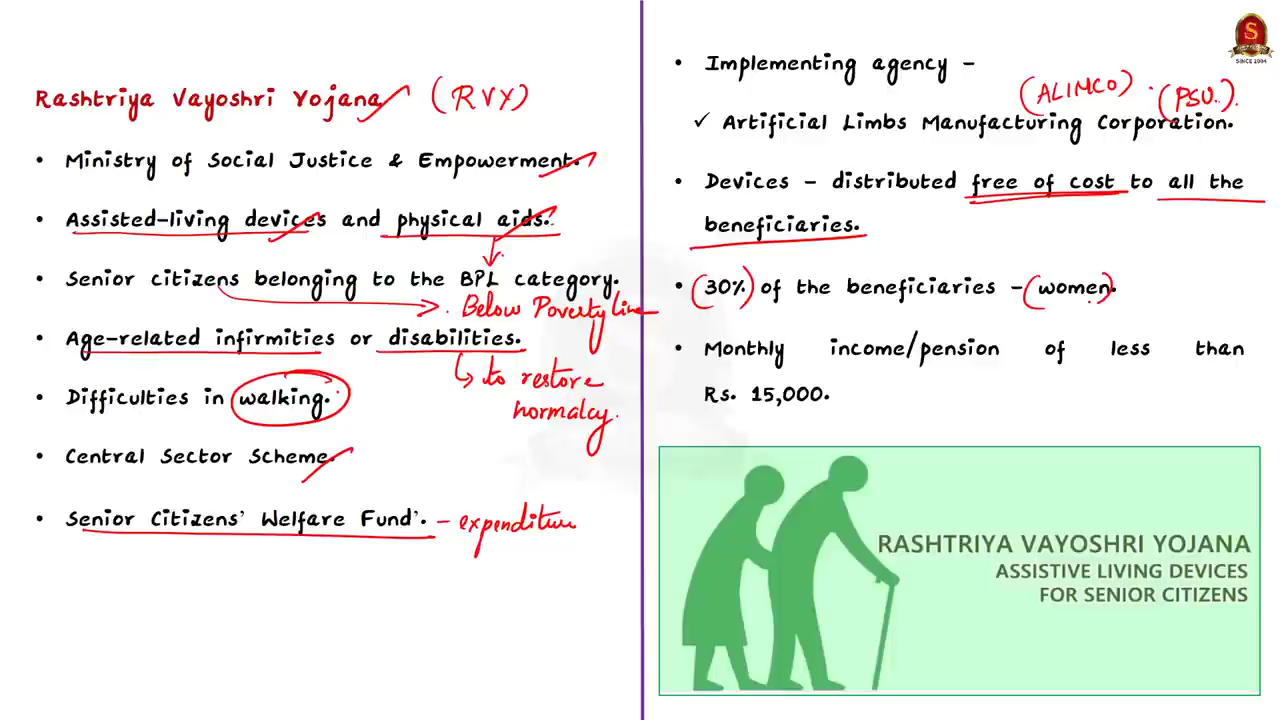 Rashtriya Vayoshri Yojana (RVY)
• Ministry of Social Justice & Empowerment.
• Assisted-living devices and physical aids.
• Senior citizens belonging to the BPL category.
Below Poverty line
• Age-related infirmities or disabilities.
to restore
normalcy.
• Difficulties in walking.
• Central Sector Scheme.
• Senior Citizens' Welfare Fund'. - expenditure
• Implementing agency –
(ALIMCO) (PSU).
✓ Artificial Limbs Manufacturing Corporation.
• Devices – distributed free of cost to all the
beneficiaries.
• (30%) of the beneficiaries – (women).
• Monthly income/pension of less than
Rs. 15,000.
RASHTRIYA VAYOSHRI YOJANA
ASSISTIVE LIVING DEVICES
FOR SENIOR CITIZENS
S
SINCE 2004